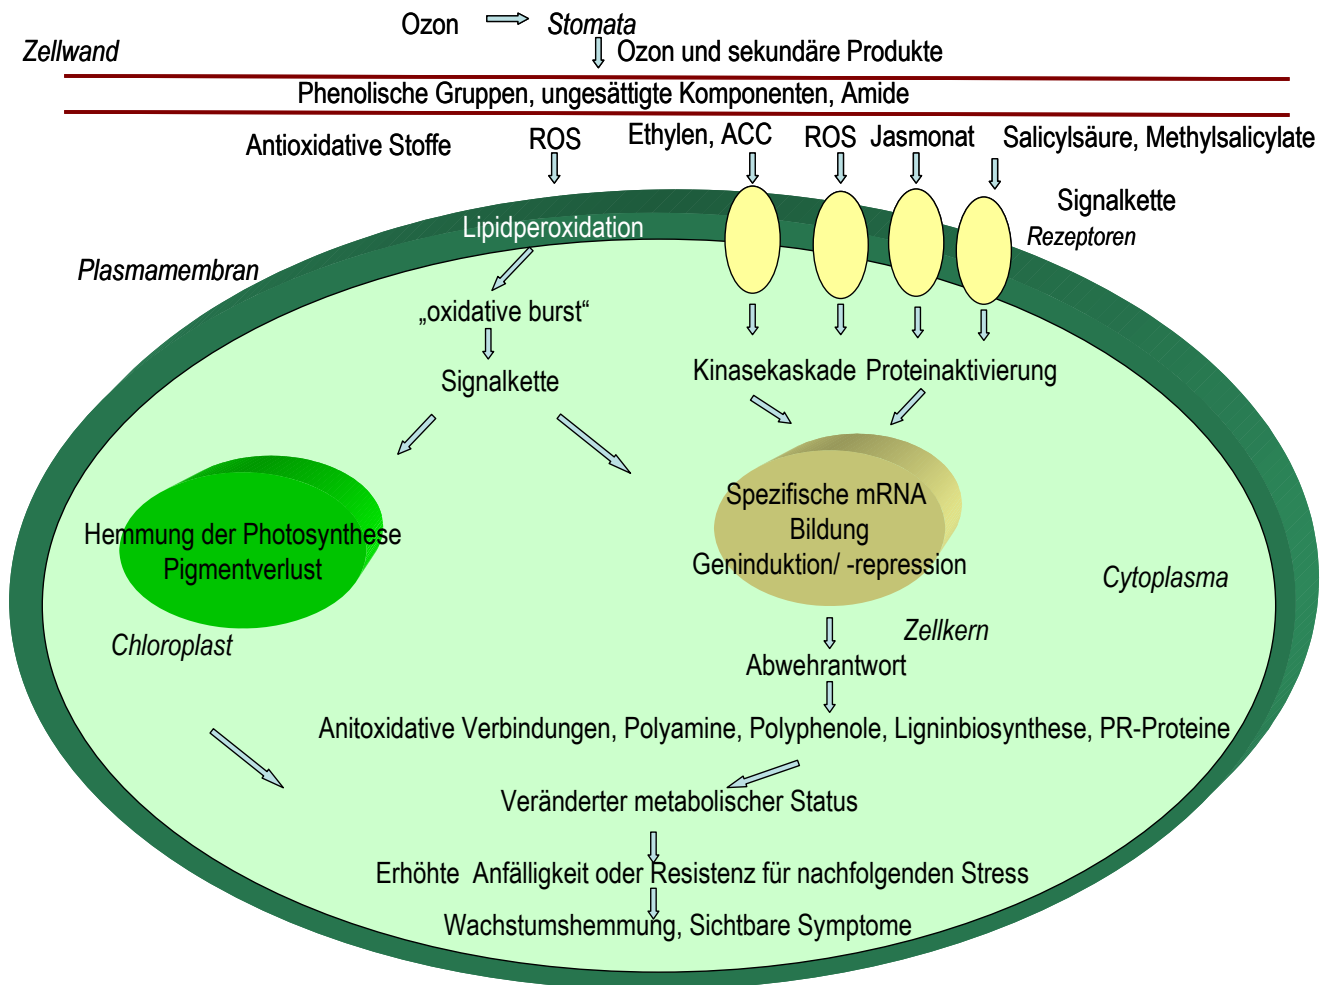 Ozon
Stomata
Zellwand
Ozon und sekundäre Produkte
Phenolische Gruppen, ungesättigte Komponenten, Amide
Antioxidative Stoffe
ROS
Ethylen, ACC
ROS
Jasmonat
Salicylsäure, Methylsalicylate
Signalkette
Rezeptoren
Lipidperoxidation
Plasmamembran
„oxidative burst“
Signalkette
Kinasekaskade
Proteinaktivierung
Hemmung der Photosynthese
Pigmentverlust
Chloroplast
Spezifische mRNA
Bildung
Geninduktion/ -repression
Cytoplasma
Zellkern
Abwehrantwort
Anitoxidative Verbindungen, Polyamine, Polyphenole, Ligninbiosynthese, PR-Proteine
Veränderter metabolischer Status
Erhöhte  Anfälligkeit oder Resistenz für nachfolgenden Stress
Wachstumshemmung, Sichtbare Symptome